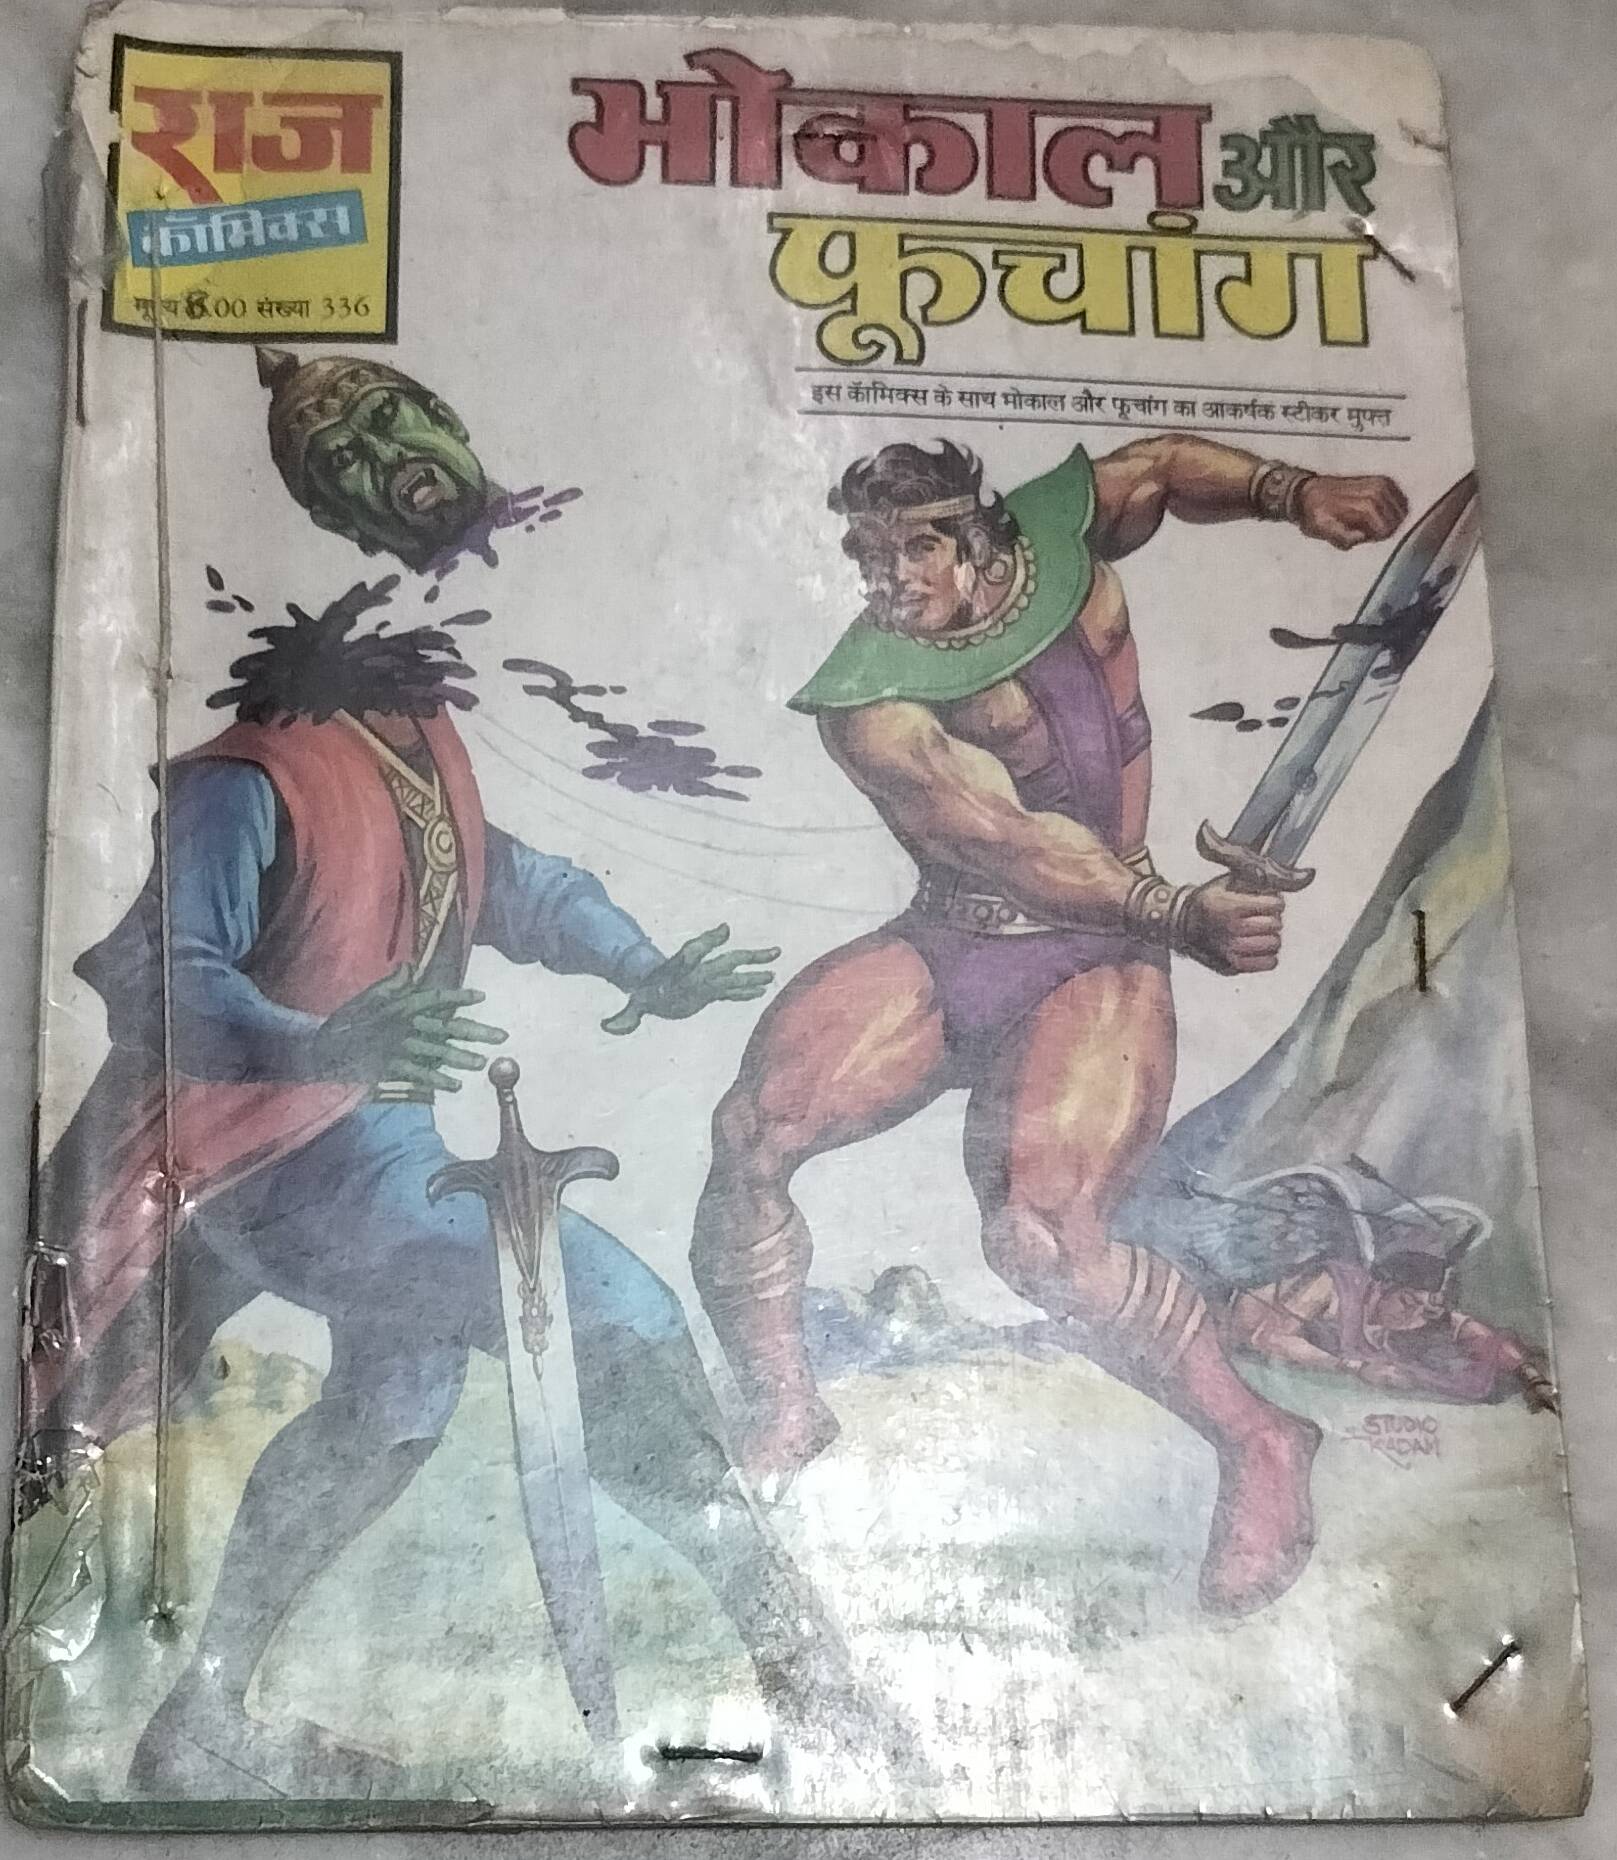 राज
कॉमिक्स
मूल्य 8.00 संख्या 336
भोकाल और
फूचांग
इस कॅामिक्स के साथ भोकाल और फूचांग का आकर्षक स्टीकर मुफ्त
STUDIO
KADAM